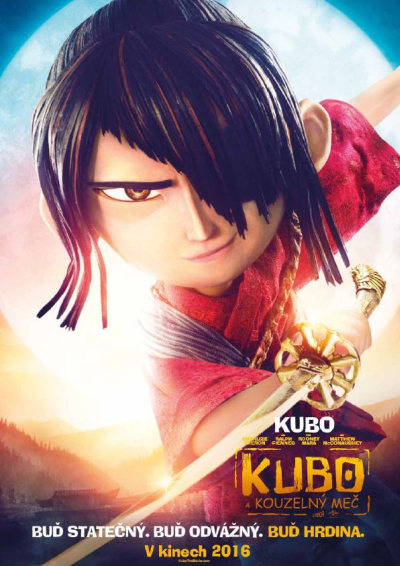 KUBO
RALPH ROONEY MATTHEW
FIENNES MARA McCONAUGHEY
KUBO
A KOUZELNÝ MEČ
BUĎ STATEČNÝ. BUĎ ODVÁŽNÝ. BUĎ HRDINA.
V kinech 2016